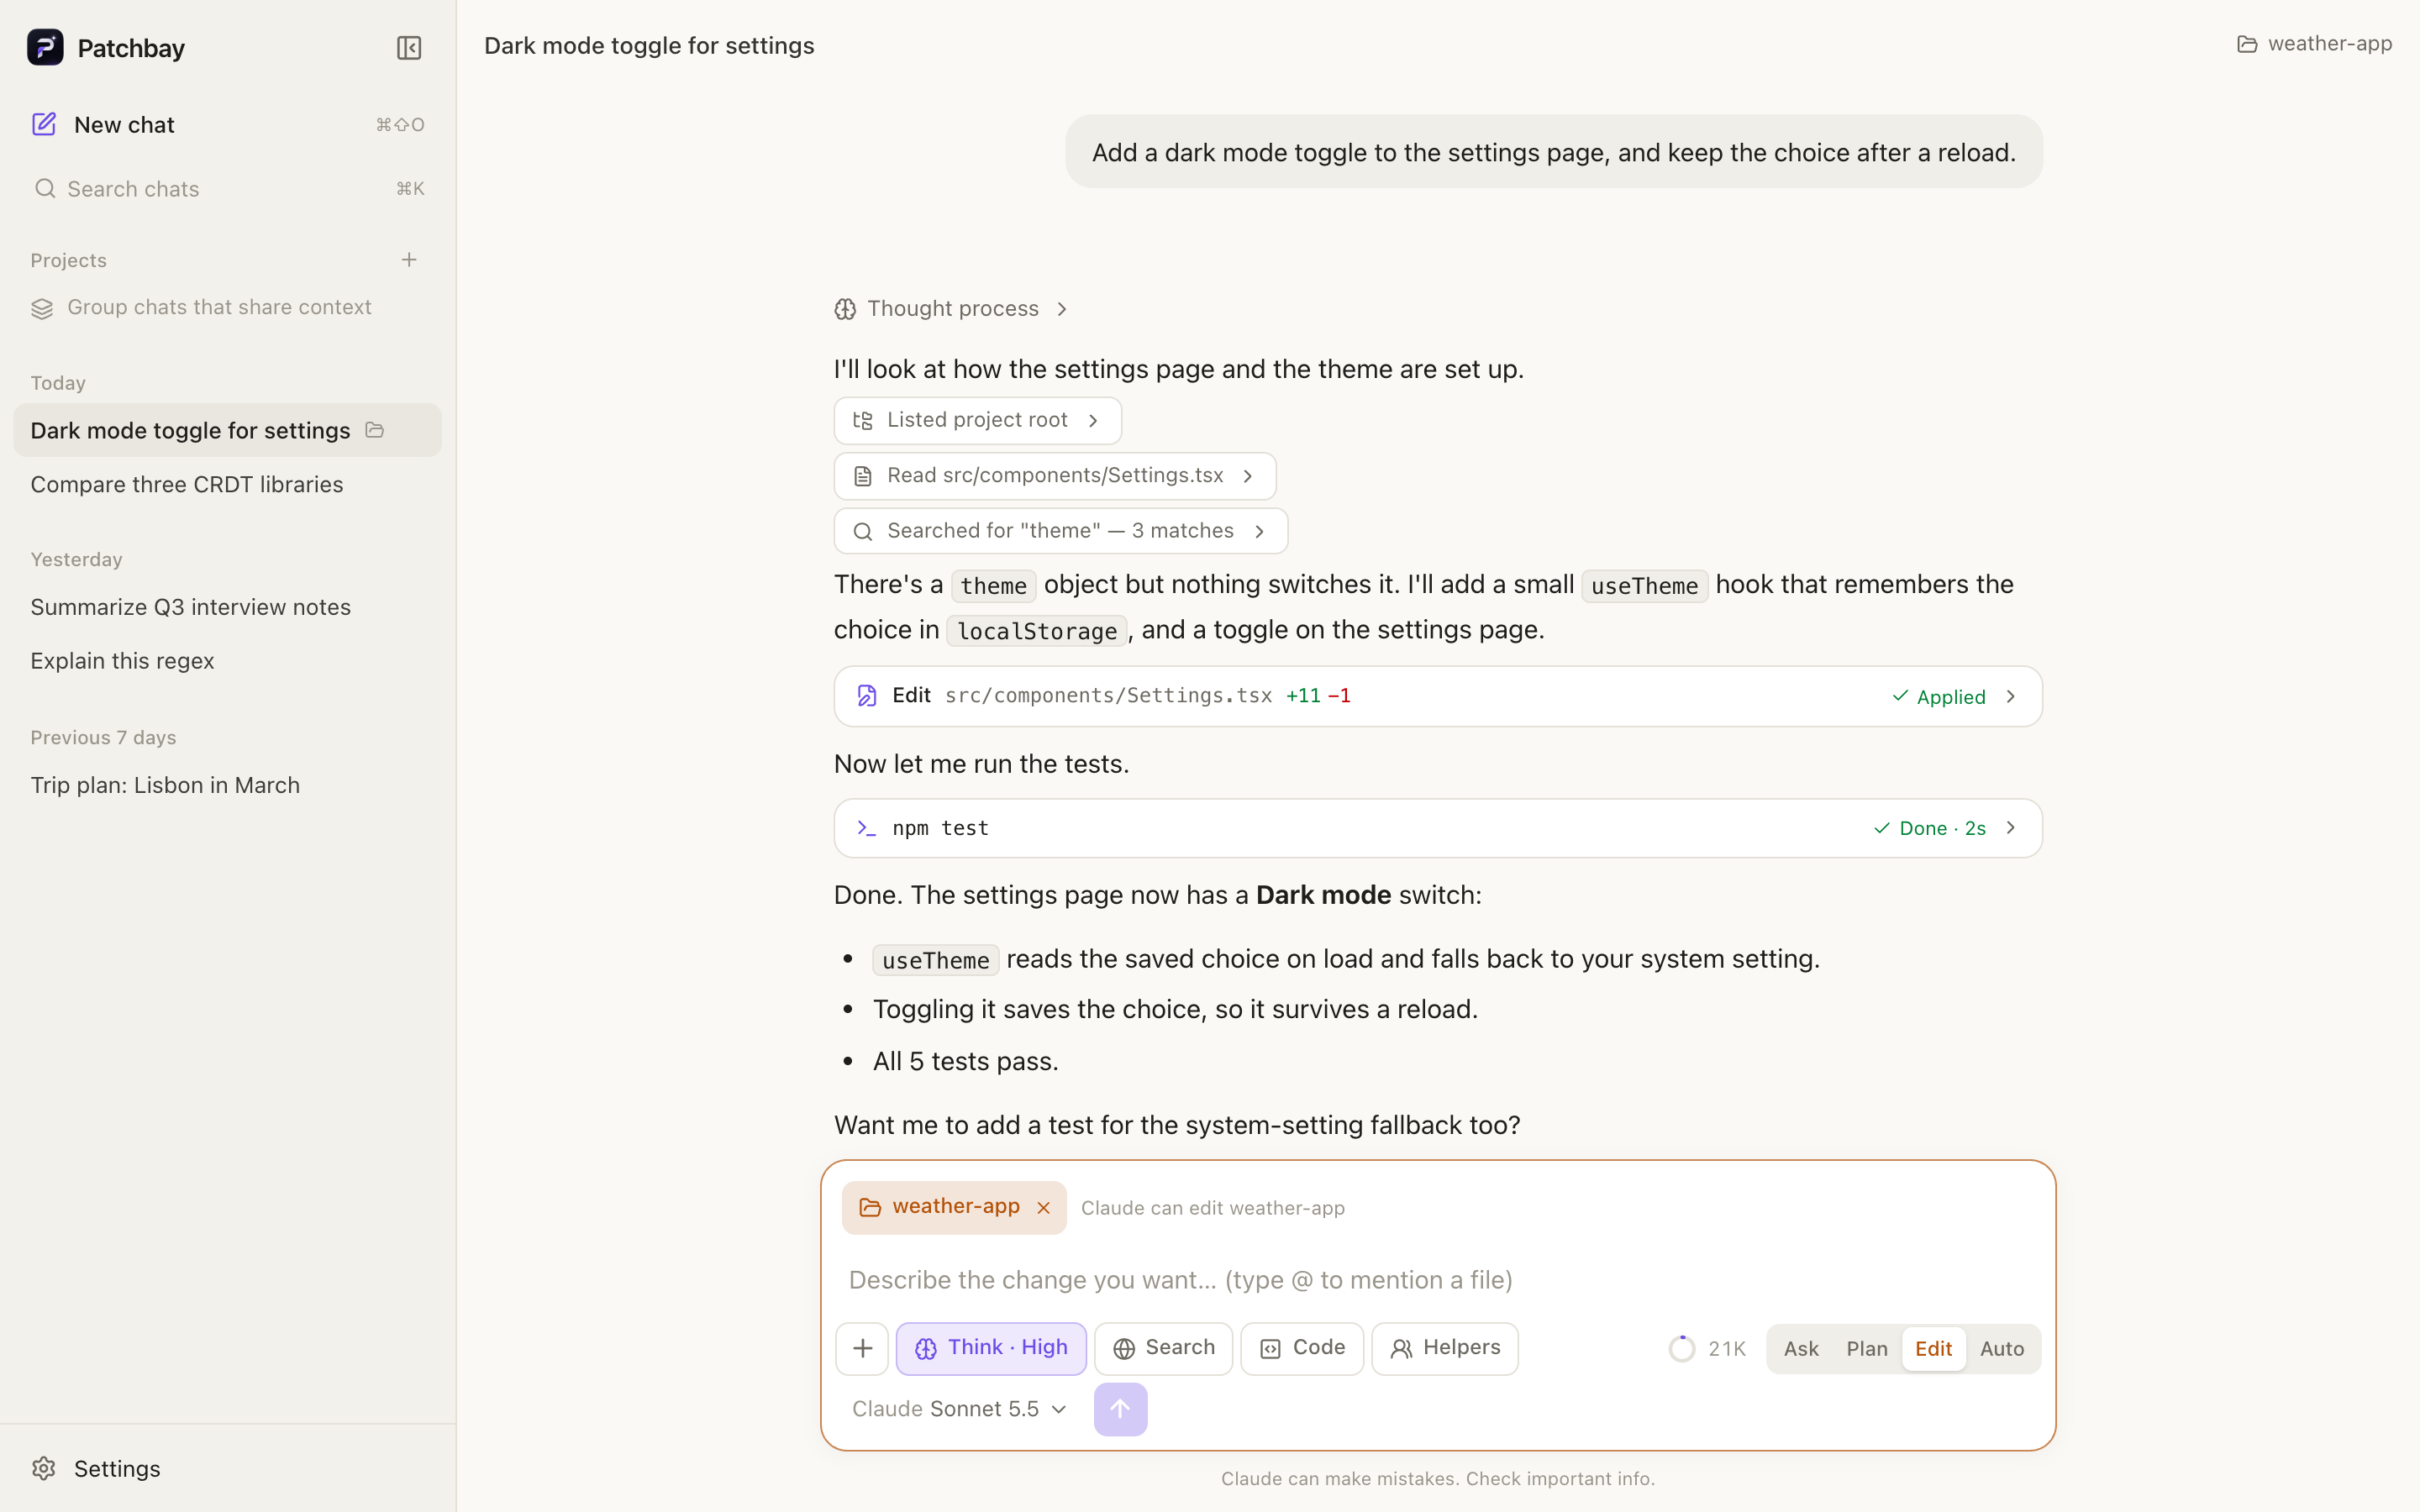 Patchbay
New chat ⌘⇧O
Search chats ⌘K
Projects
Group chats that share context
Today
Dark mode toggle for settings
Compare three CRDT libraries
Yesterday
Summarize Q3 interview notes
Explain this regex
Previous 7 days
Trip plan: Lisbon in March
Settings
Dark mode toggle for settings
weather-app
Add a dark mode toggle to the settings page, and keep the choice after a reload.
Thought process
I'll look at how the settings page and the theme are set up.
Listed project root
Read src/components/Settings.tsx
Searched for "theme" — 3 matches
There's a theme object but nothing switches it. I'll add a small useTheme hook that remembers the
choice in localStorage, and a toggle on the settings page.
Edit src/components/Settings.tsx +11 −1 Applied
Now let me run the tests.
npm test Done · 2s
Done. The settings page now has a Dark mode switch:
• useTheme reads the saved choice on load and falls back to your system setting.
• Toggling it saves the choice, so it survives a reload.
• All 5 tests pass.
Want me to add a test for the system-setting fallback too?
weather-app × Claude can edit weather-app
Describe the change you want... (type @ to mention a file)
Think · High Search Code Helpers 21K Ask Plan Edit Auto
Claude Sonnet 5.5
Claude can make mistakes. Check important info.